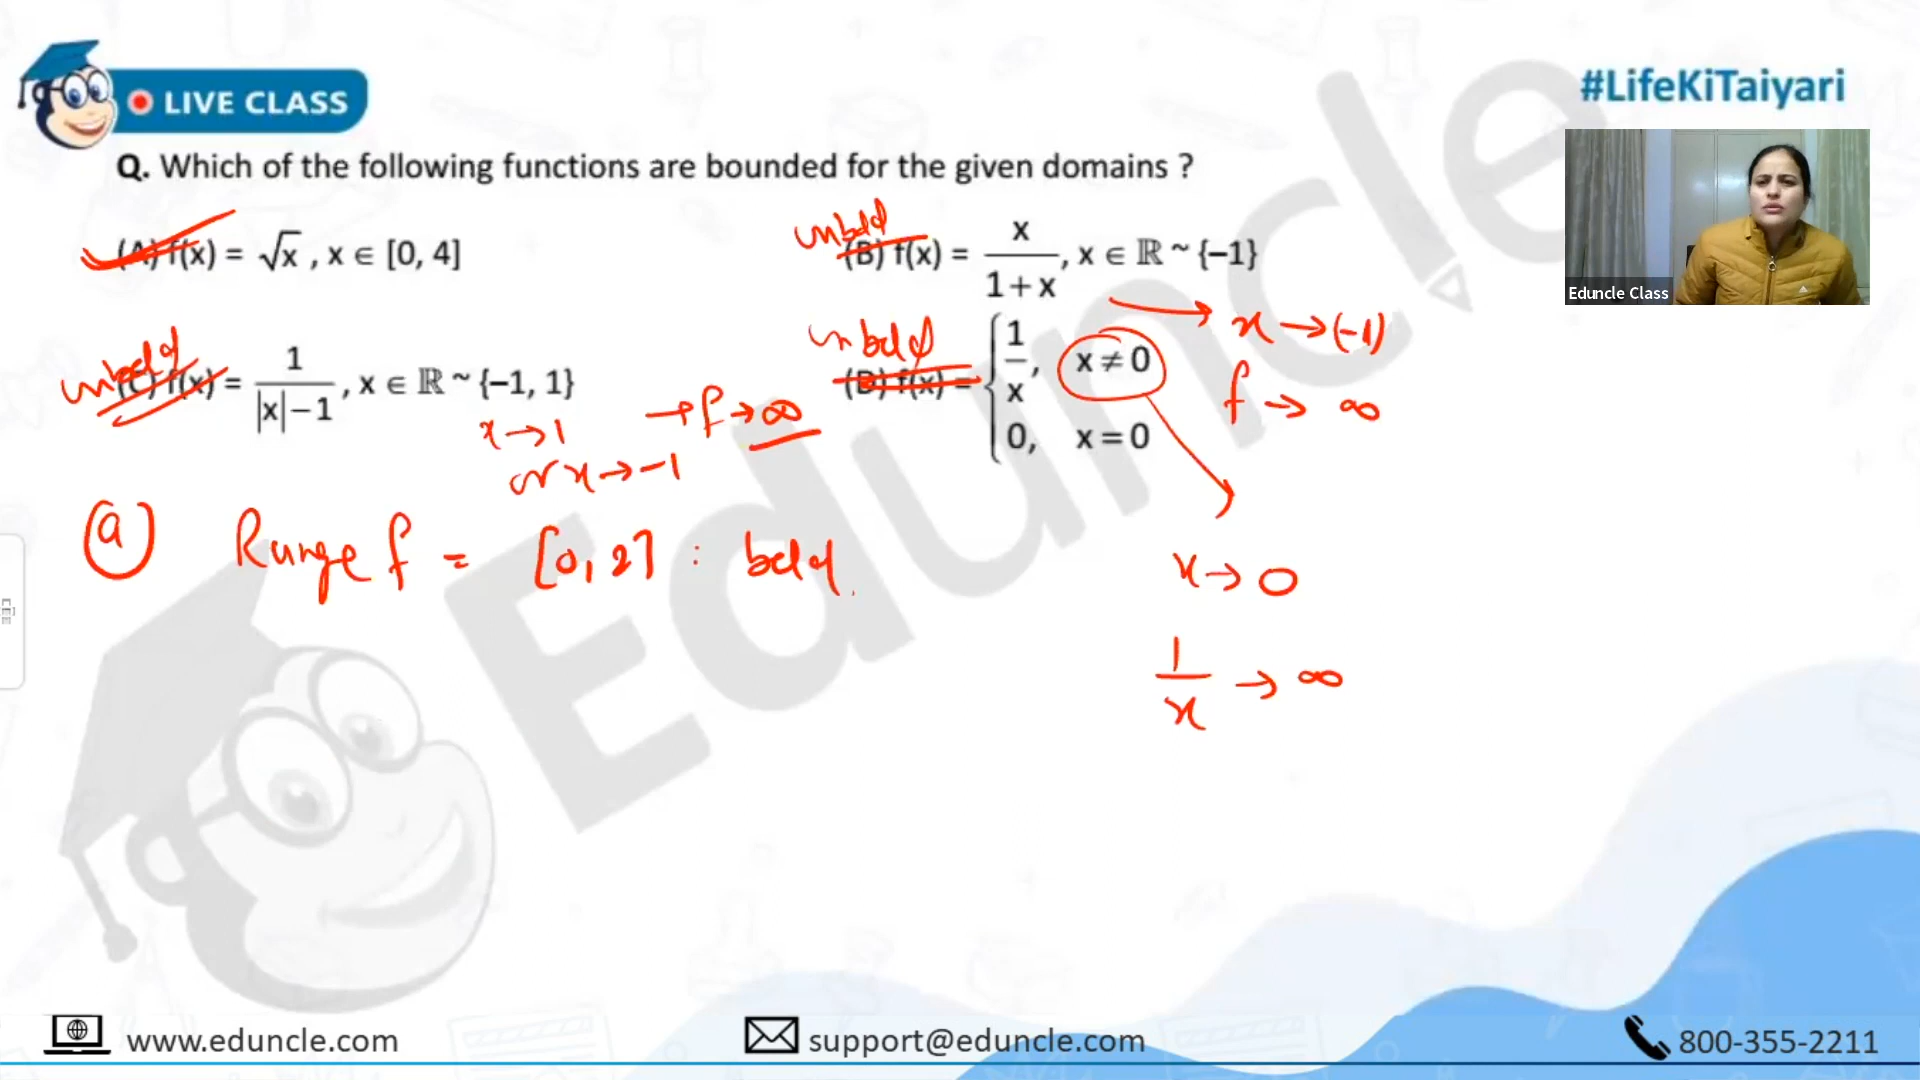 LIVE CLASS
#LifeKiTaiyari
Q. Which of the following functions are bounded for the given domains ?
unbdd
(A) f(x) = √x , x ∈ [0, 4]
(B) f(x) = x/(1+x), x ∈ ℝ ~ {–1}
Eduncle Class
unbdd
unbdd
x → (-1)
(C) f(x) = 1/(|x|–1), x ∈ ℝ ~ {–1, 1}
(D) f(x) = { 1/x, x ≠ 0
0, x = 0
f → ∞
x → 1 → f → ∞
or x → -1
(a) Range f = [0, 2] : bdd.
x → 0
1/x → ∞
Eduncle
www.eduncle.com
support@eduncle.com
800-355-2211